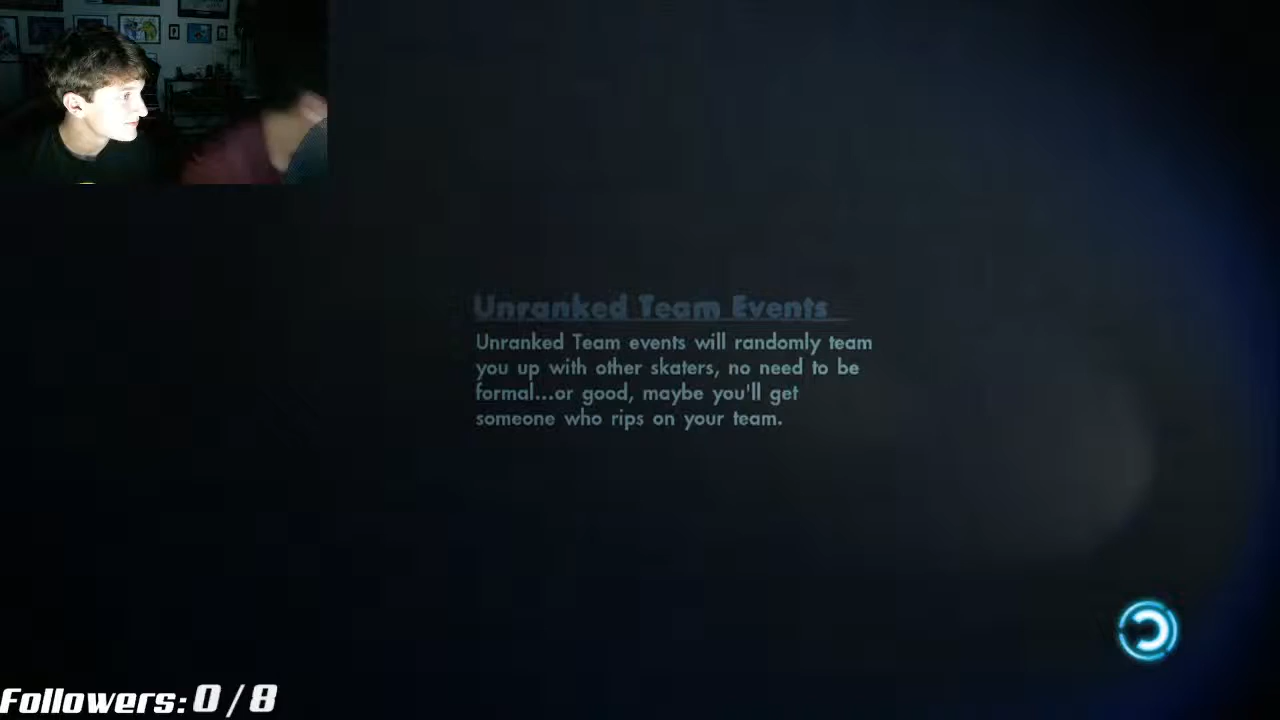 Unranked Team Events
Unranked Team events will randomly team
you up with other skaters, no need to be
formal...or good, maybe you'll get
someone who rips on your team.
Followers: 0/8